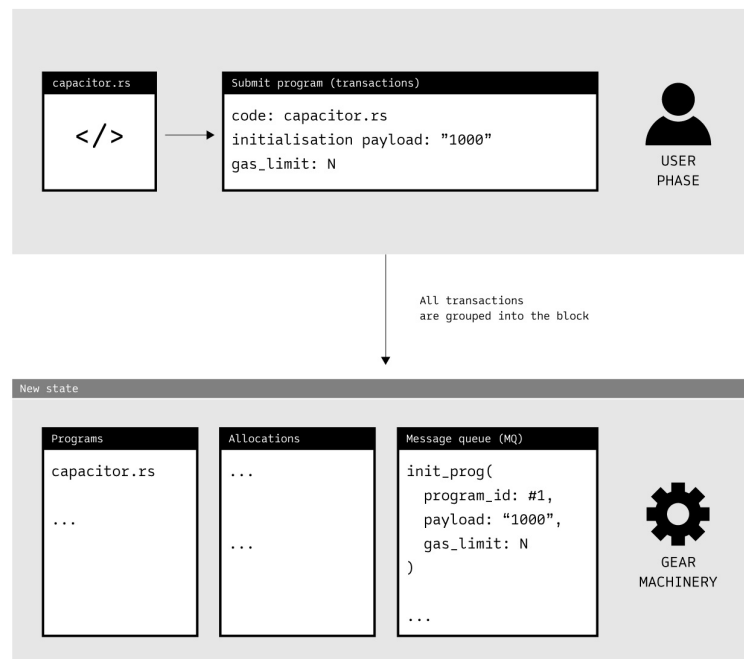 capacitor.rs
</>
Submit program (transactions)
code: capacitor.rs
initialisation payload: ”1000”
gas_limit: N
USER
PHASE
All transactions
are grouped into the block
New state
Programs
capacitor.rs
...
Allocations
...
...
Message queue (MQ)
init_prog(
program_id: #1,
payload: “1000”,
gas_limit: N
)
...
GEAR
MACHINERY